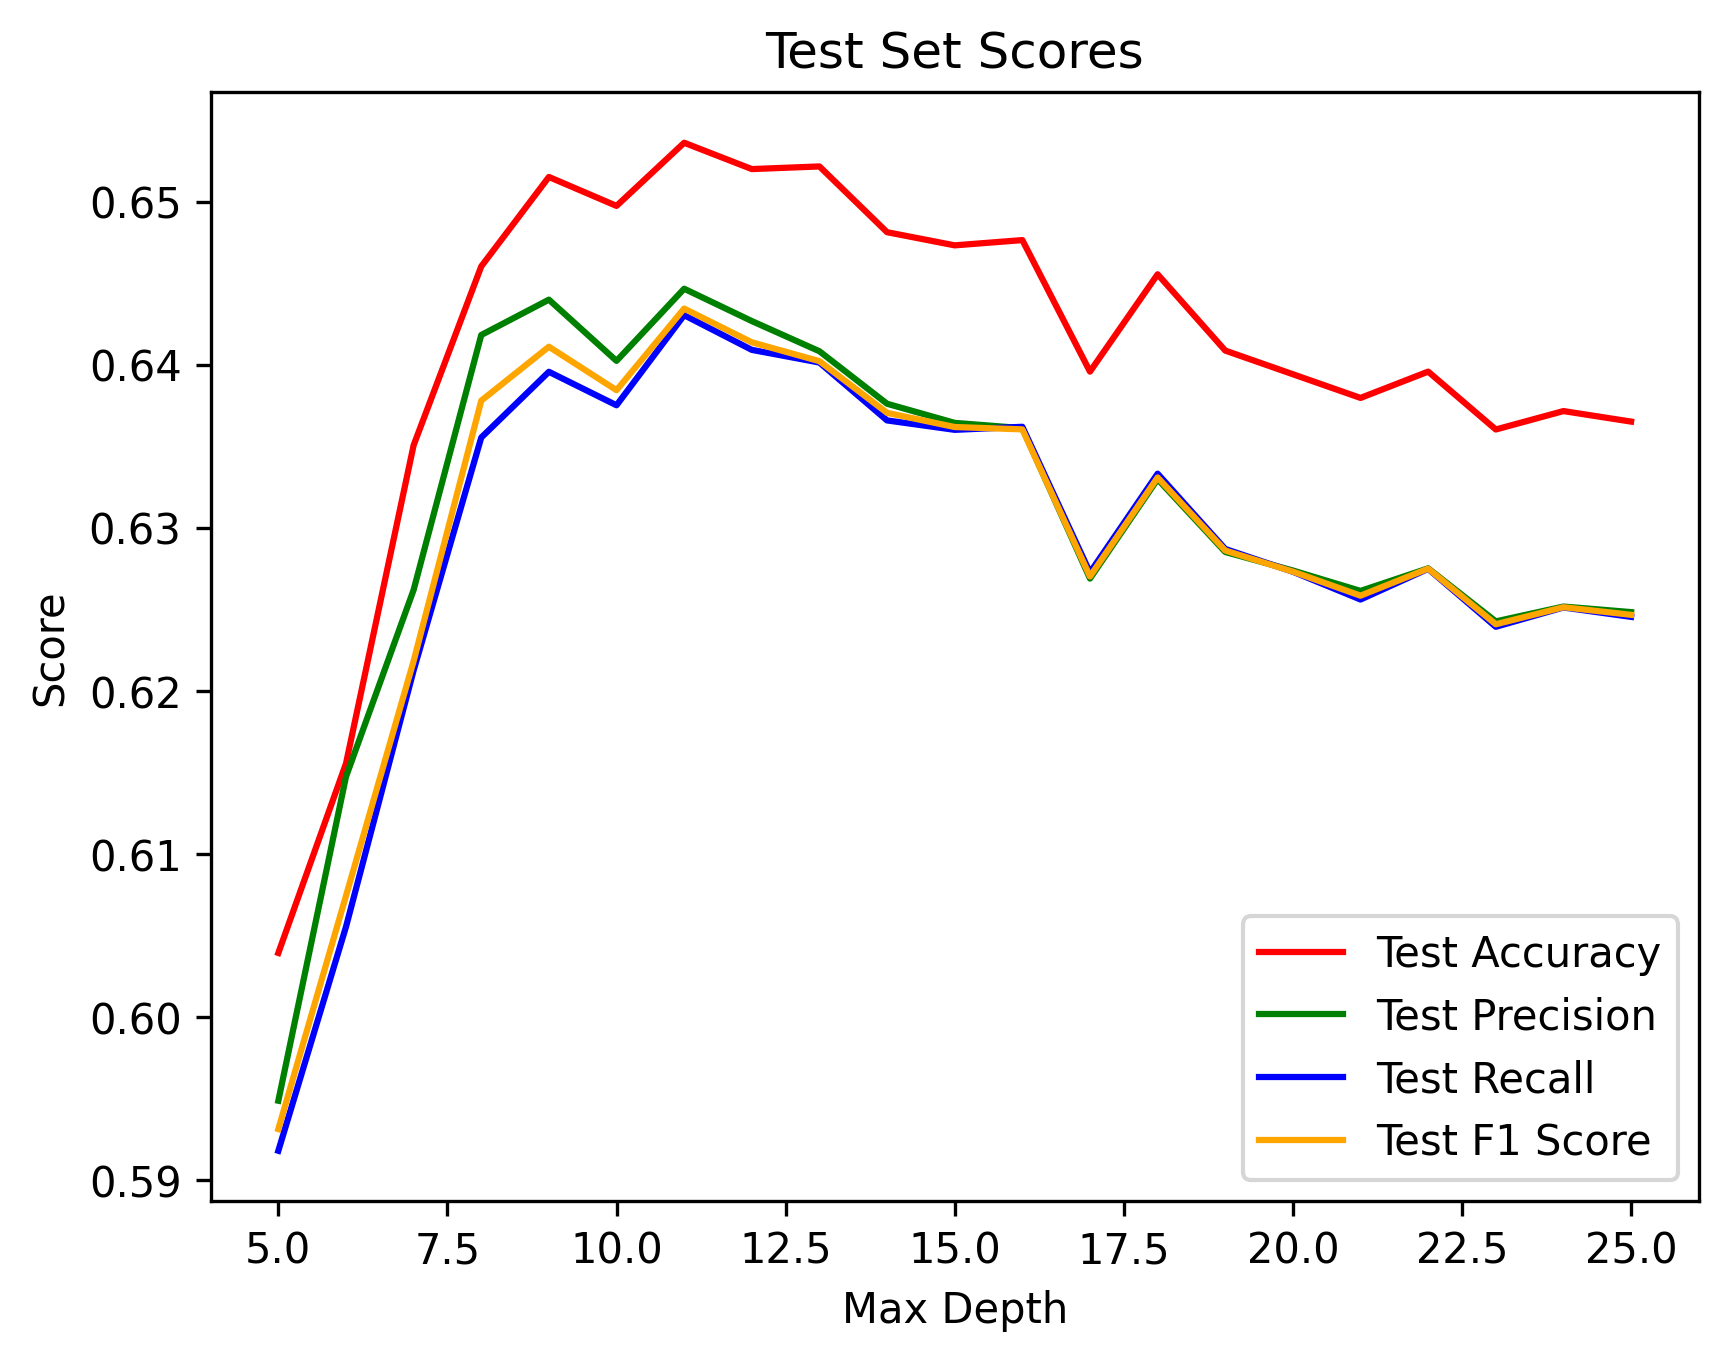 Test Set Scores
0.65
0.64
0.63
0.62
0.61
0.60
0.59
Score
5.0 7.5 10.0 12.5 15.0 17.5 20.0 22.5 25.0
Max Depth
Test Accuracy
Test Precision
Test Recall
Test F1 Score